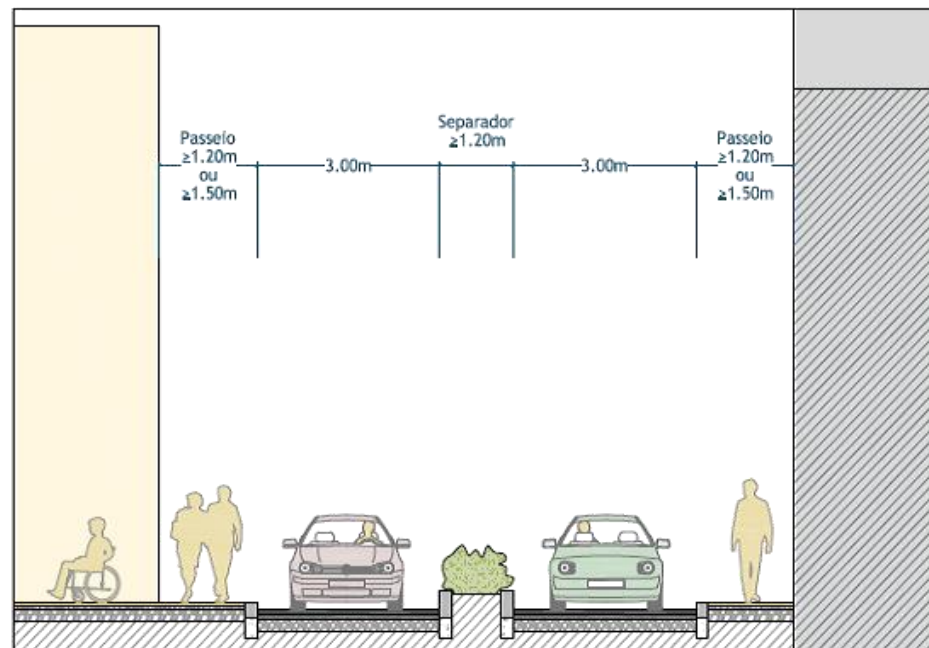 Passeio
≥1.20m
ou
≥1.50m
3.00m
Separador
≥1.20m
3.00m
Passeio
≥1.20m
ou
≥1.50m